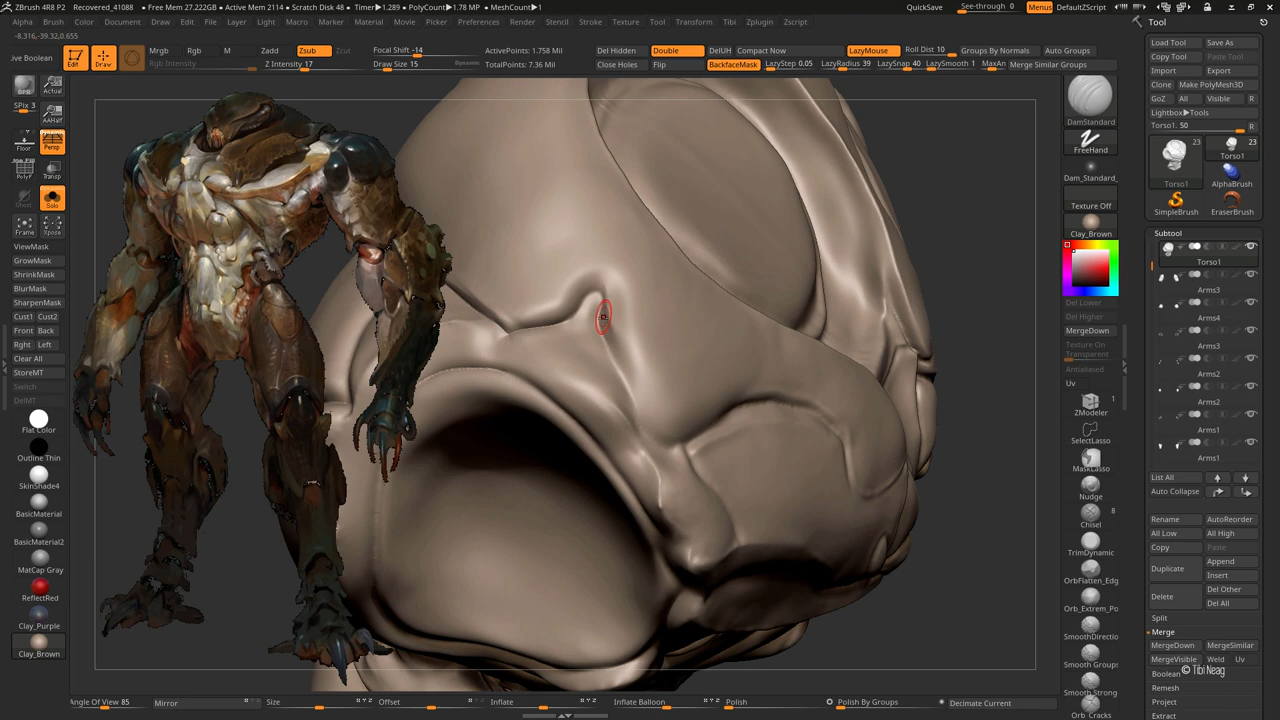 ZBrush 4R8 P2 Recovered_41088 • Free Mem 27.222GB • Active Mem 2114 • Scratch Disk 48 • Timer▶1.289 • PolyCount▶1.78 MP • MeshCount▶1 QuickSave See-through 0 Menus DefaultZScript
Alpha Brush Color Document Draw Edit File Layer Light Macro Marker Material Movie Picker Preferences Render Stencil Stroke Texture Tool Transform Tibi Zplugin Zscript Tool
-8.316,-39.32,0.655
Load Tool Save As
ive Boolean Edit Draw Mrgb Rgb M Zadd Zsub Zcut Focal Shift -14 ActivePoints: 1.758 Mil Del Hidden Double DelUH Compact Now LazyMouse Roll Dist 10 Groups By Normals Auto Groups
Rgb Intensity Z Intensity 17 Draw Size 15 Dynamic TotalPoints: 7.36 Mil Close Holes Flip BackfaceMask LazyStep 0.05 LazyRadius 39 LazySnap 40 LazySmooth 1 MaxAn Merge Similar Groups
Copy Tool Paste Tool
Import Export
Clone Make PolyMesh3D
GoZ All Visible R
Lightbox▶Tools
Torso1. 50 R
BPR Actual
SPix 3 AAHalf
Floor Persp
PolyF Transp
Ghost Solo
Frame Xpose
ViewMask
GrowMask
ShrinkMask
BlurMask
SharpenMask
Cust1 Cust2
Front Back
Rght Left
Clear All
StoreMT
Switch
DelMT
Flat Color
Outline Thin
SkinShade4
BasicMaterial
BasicMaterial2
MatCap Gray
ReflectRed
Clay_Purple
Clay_Brown
DamStandard
FreeHand
Dam_Standard_
Texture Off
Clay_Brown
Del Lower
Del Higher
MergeDown
Texture On
Transparent
Antialiased
Uv
1
ZModeler
SelectLasso
MaskLasso
Nudge
8
Chisel
TrimDynamic
OrbFlatten_Edg
Orb_Extrem_Po
SmoothDirectio
Smooth Groups
Smooth Strong
Orb_Cracks
23 23
Torso1
Torso1 AlphaBrush
SimpleBrush EraserBrush
Subtool
Torso1
Arms3
Arms4
Arms3
Arms2
Arms2
Arms1
Arms1
List All
Auto Collapse
Rename AutoReorder
All Low All High
Copy Paste
Duplicate Append
Insert
Delete Del Other
Del All
Split
Merge
MergeDown MergeSimilar
MergeVisible Weld Uv
Boolean
© Tibi Neag
Remesh
Project
Extract
Angle Of View 85 Mirror Size Offset Inflate Inflate Balloon Polish Polish By Groups Decimate Current